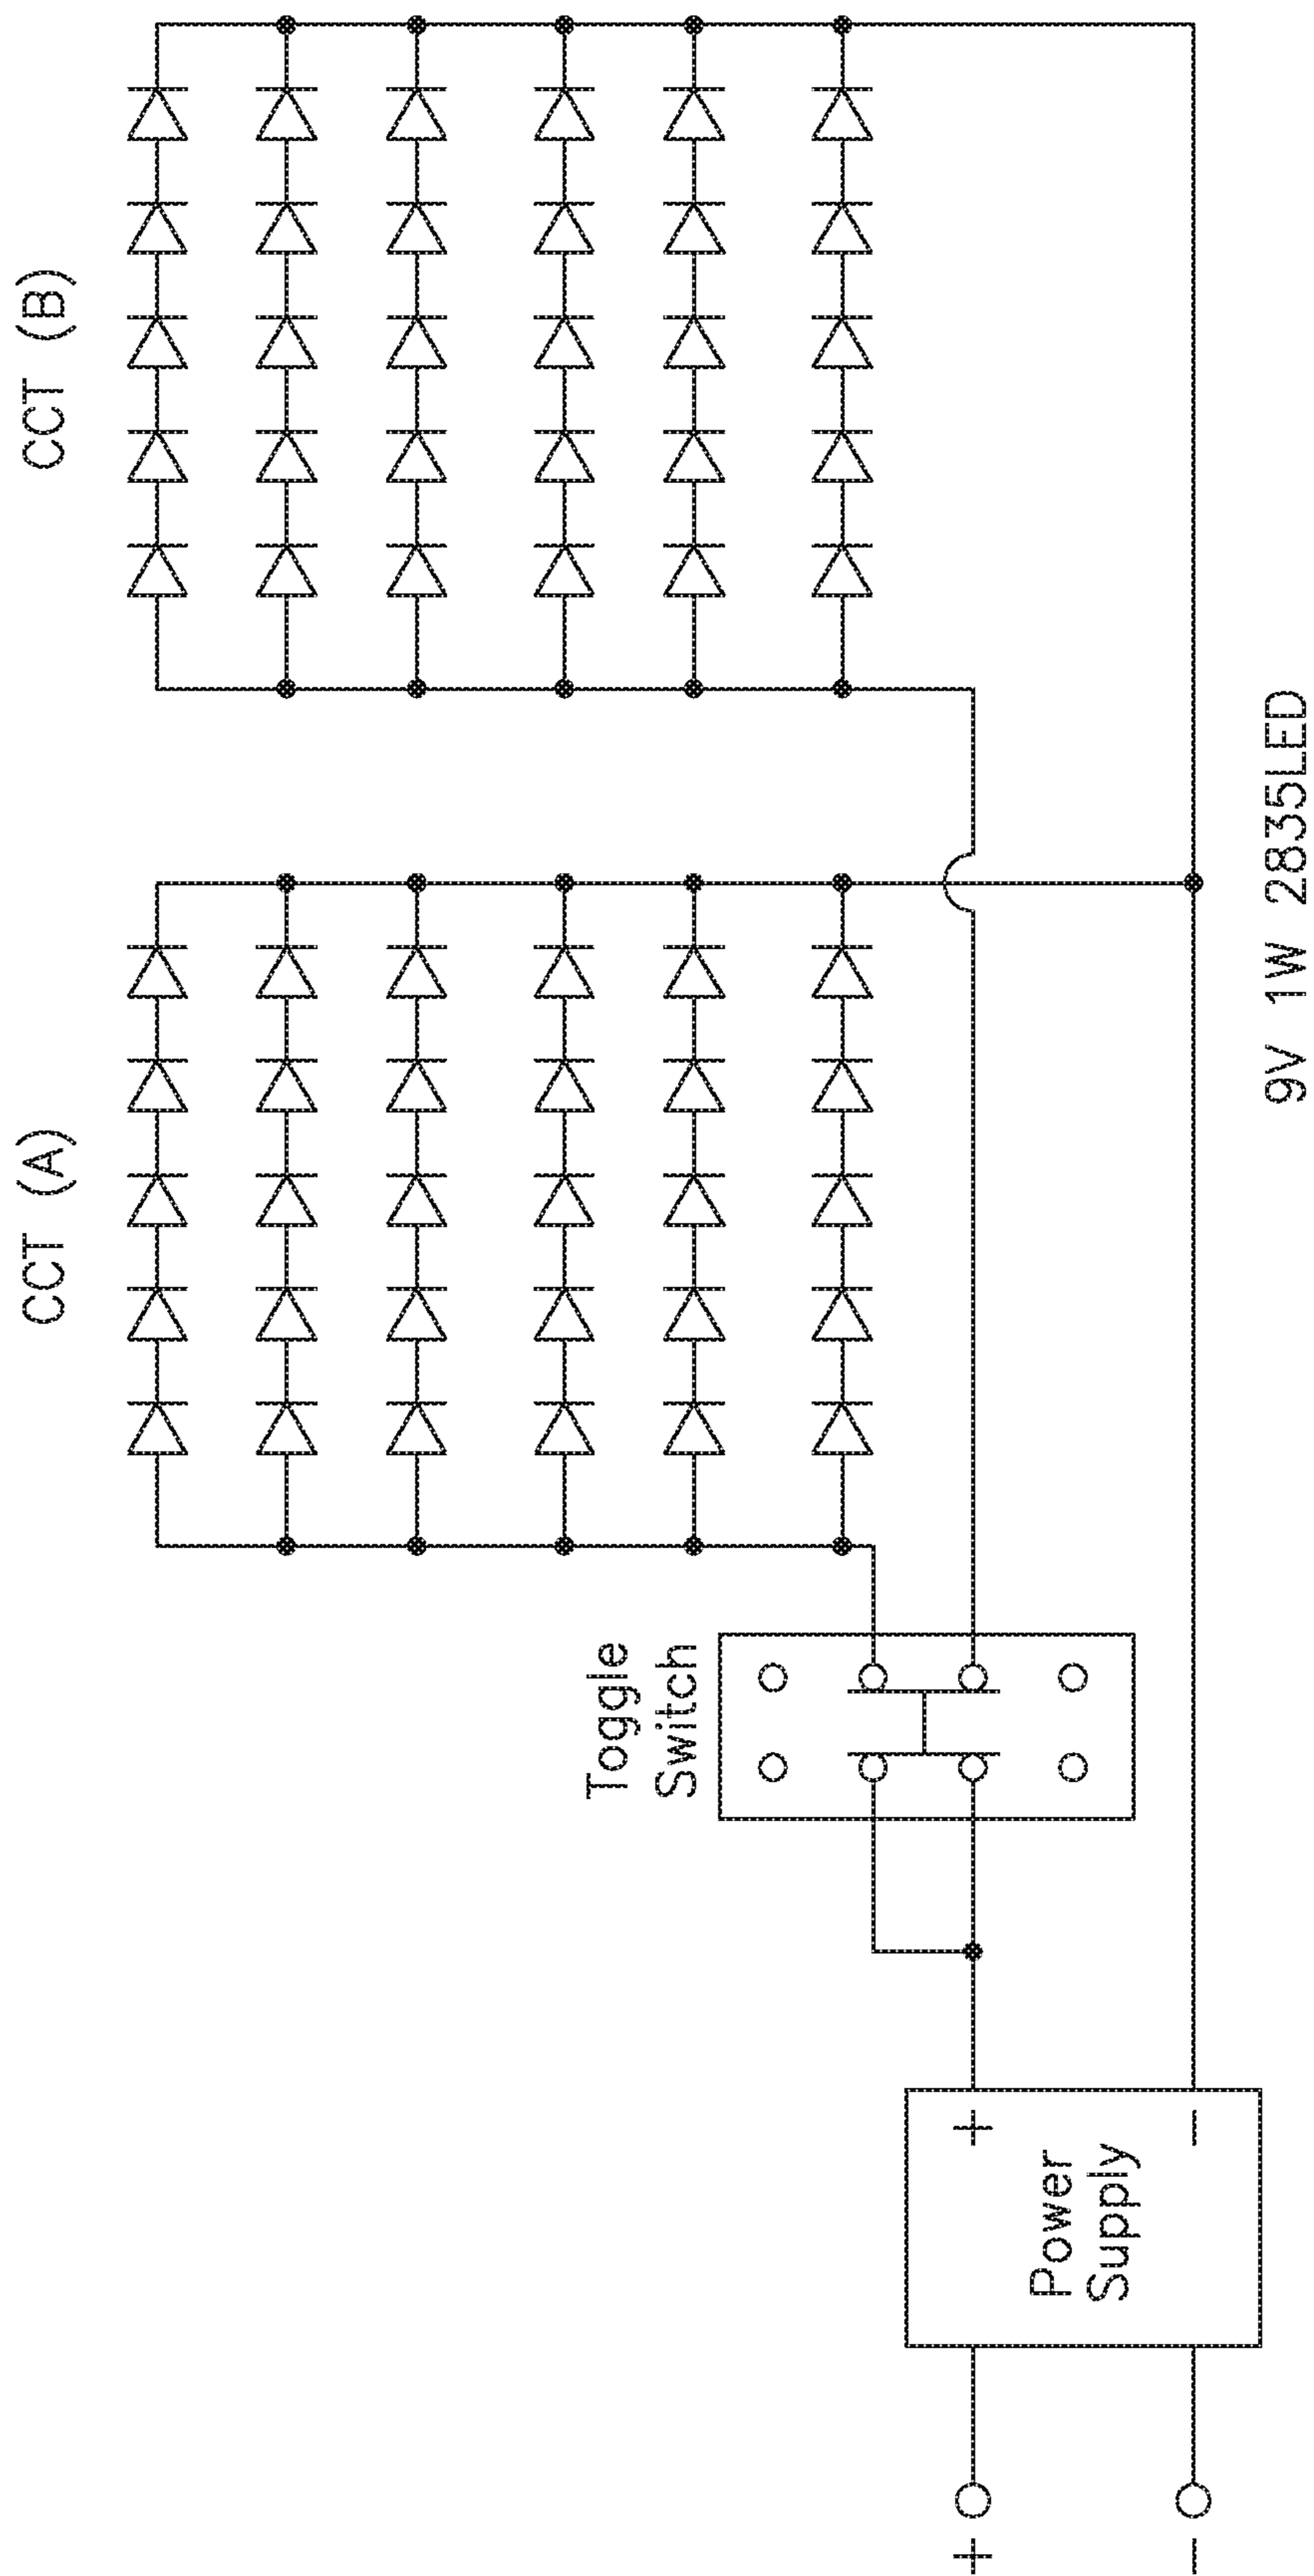 CCT (A)
CCT (B)
Toggle
Switch
+
−
Power
Supply
+
−
9V 1W 2835LED